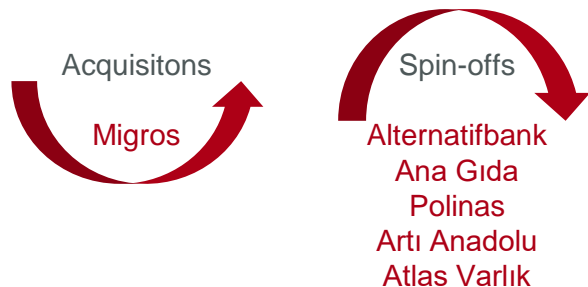 Acquisitons
Migros
Spin-offs
Alternatifbank
Ana Gıda
Polinas
Artı Anadolu
Atlas Varlık